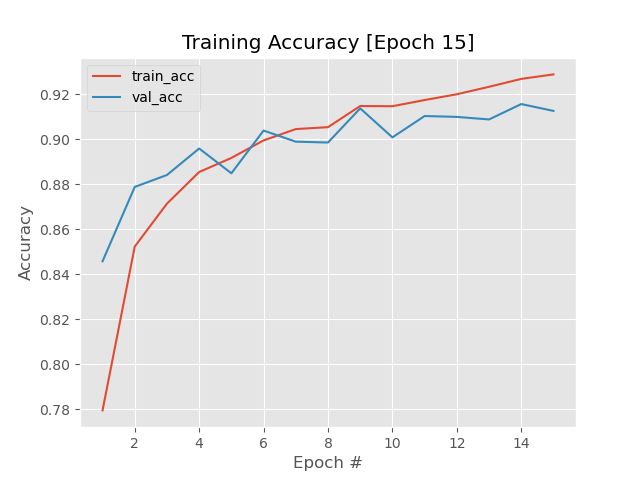 Training Accuracy [Epoch 15]
train_acc
val_acc
0.92
0.90
0.88
0.86
0.84
0.82
0.80
0.78
Accuracy
2 4 6 8 10 12 14
Epoch #